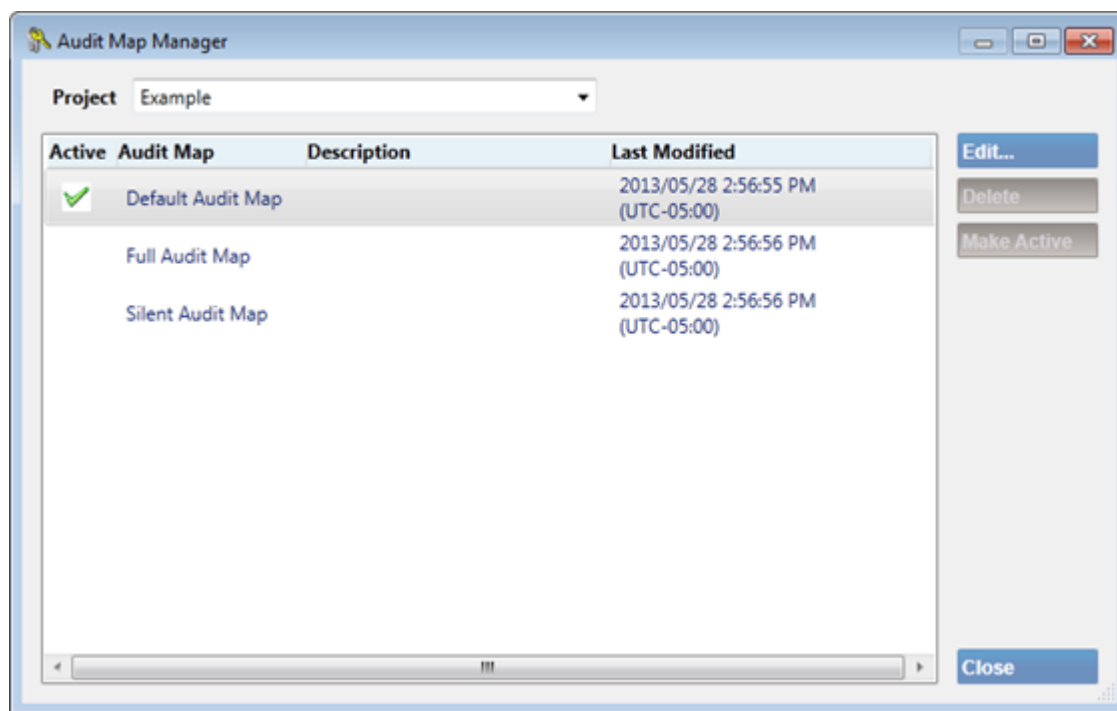 Audit Map Manager
Project Example
Active Audit Map Description Last Modified
Default Audit Map 2013/05/28 2:56:55 PM
(UTC-05:00)
Full Audit Map 2013/05/28 2:56:56 PM
(UTC-05:00)
Silent Audit Map 2013/05/28 2:56:56 PM
(UTC-05:00)
Edit...
Delete
Make Active
Close